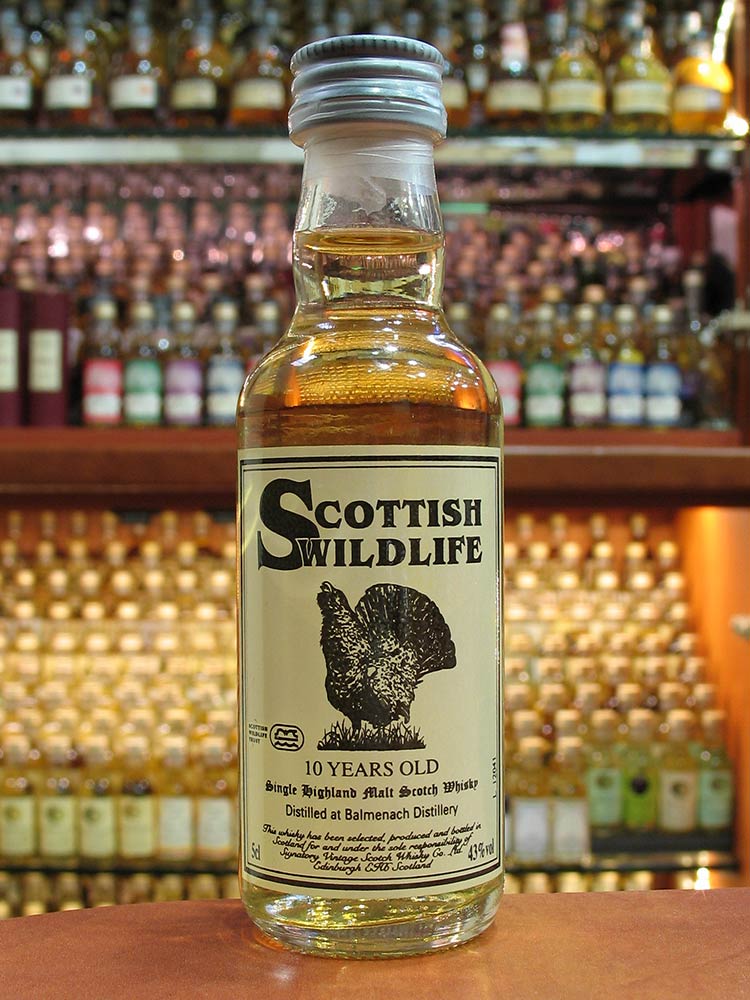 SCOTTISH
WILDLIFE
SCOTTISH
WILDLIFE
TRUST
10 YEARS OLD
Single Highland Malt Scotch Whisky
Distilled at Balmenach Distillery
This whisky has been selected, produced and bottled in
Scotland for and under the sole responsibility of
Signatory Vintage Scotch Whisky Co. Ltd.
5cl Edinburgh EH6 Scotland 43%vol